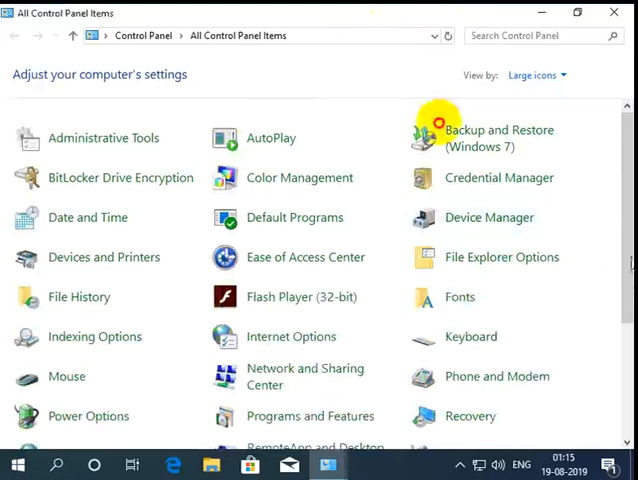 All Control Panel Items
Control Panel
All Control Panel Items
Search Control Panel
Adjust your computer's settings
View by:
Large icons
Administrative Tools
AutoPlay
Backup and Restore
(Windows 7)
BitLocker Drive Encryption
Color Management
Credential Manager
Date and Time
Default Programs
Device Manager
Devices and Printers
Ease of Access Center
File Explorer Options
File History
Flash Player (32-bit)
Fonts
Indexing Options
Internet Options
Keyboard
Mouse
Network and Sharing
Center
Phone and Modem
Power Options
Programs and Features
Recovery
RemoteApp and Desktop
ENG
01:15
19-08-2019
1